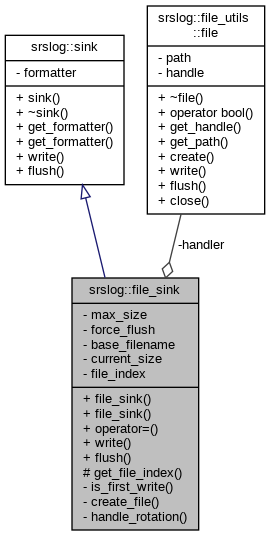 srslog::sink
- formatter
+ sink()
+ ~sink()
+ get_formatter()
+ get_formatter()
+ write()
+ flush()
srslog::file_utils
::file
- path
- handle
+ ~file()
+ operator bool()
+ get_handle()
+ get_path()
+ create()
+ write()
+ flush()
+ close()
-handler
srslog::file_sink
- max_size
- force_flush
- base_filename
- current_size
- file_index
+ file_sink()
+ file_sink()
+ operator=()
+ write()
+ flush()
# get_file_index()
- is_first_write()
- create_file()
- handle_rotation()